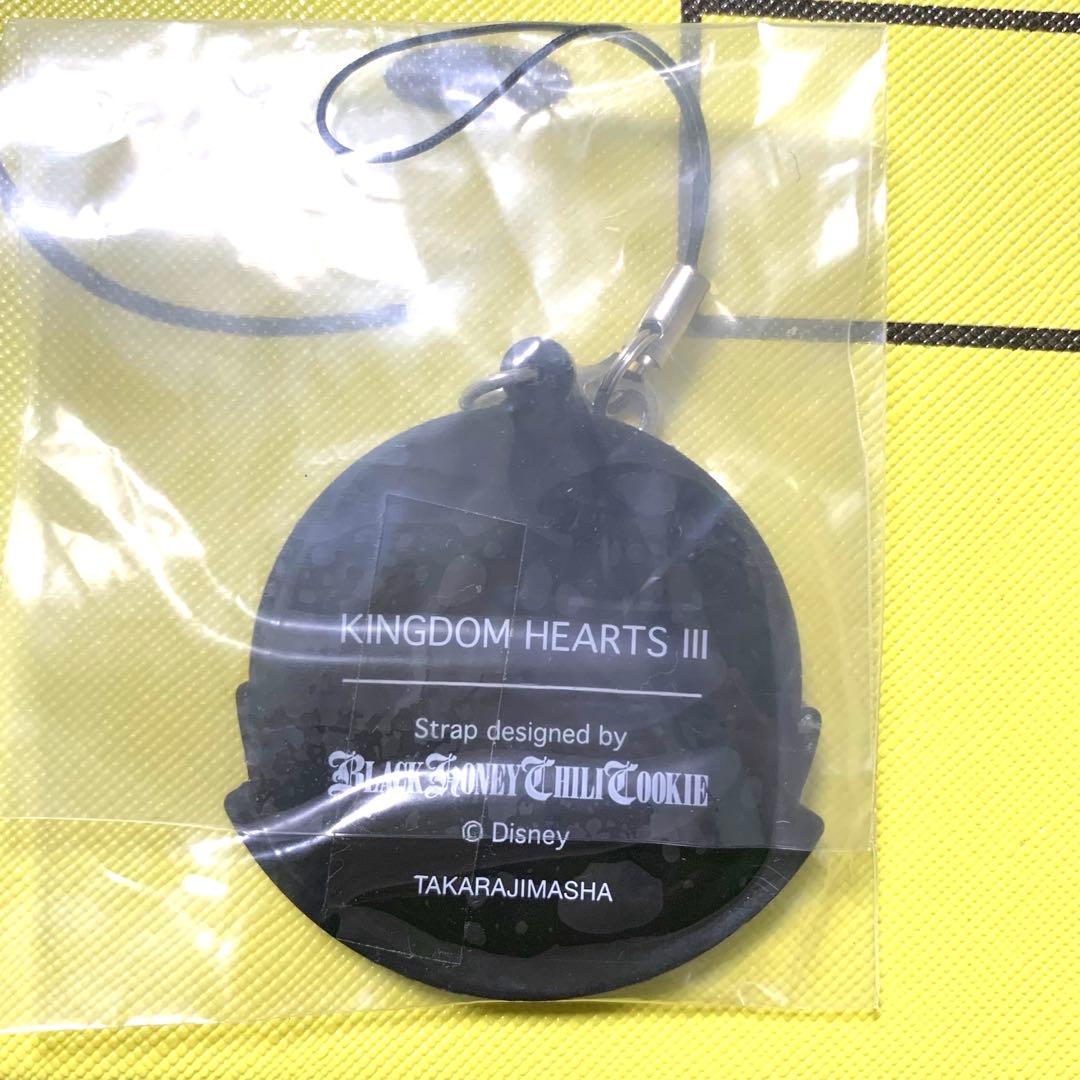 KINGDOM HEARTS III
Strap designed by
BLACK HONEY CHILI COOKIE
© Disney
TAKARAJIMASHA